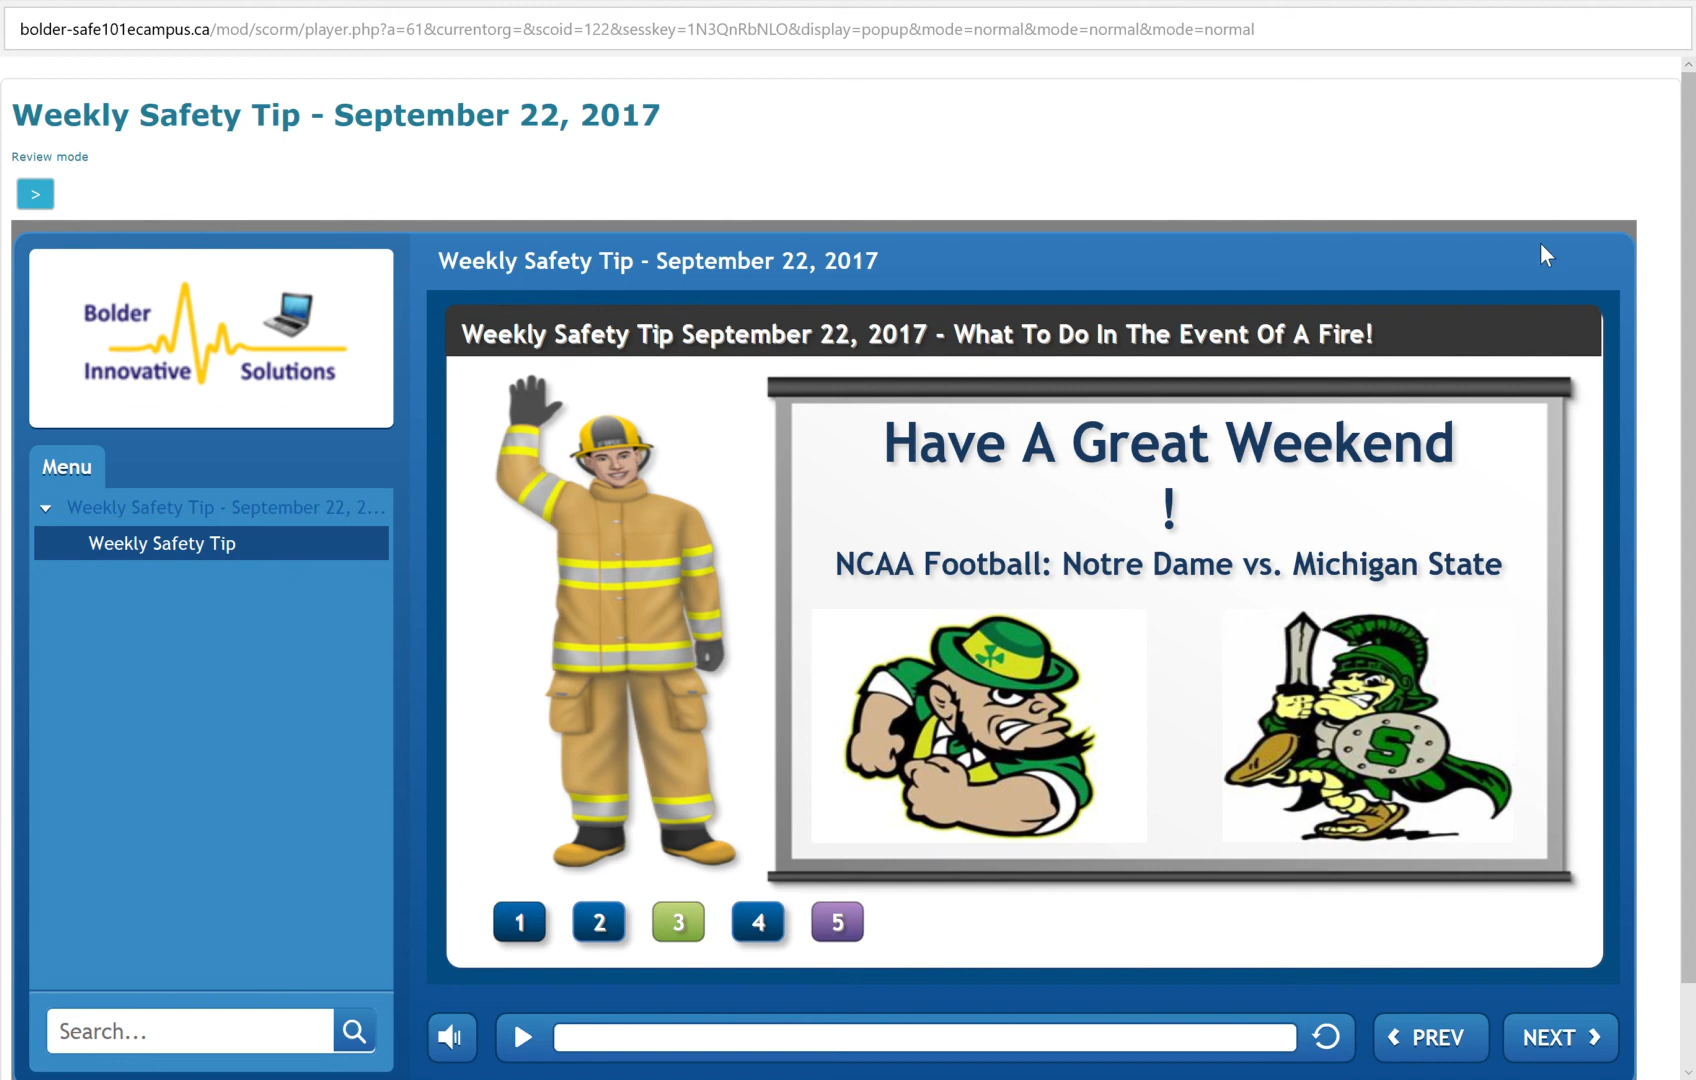 bolder-safe101ecampus.ca/mod/scorm/player.php?a=61&currentorg=&scoid=122&sesskey=1N3QnRbNLO&display=popup&mode=normal&mode=normal&mode=normal
Weekly Safety Tip - September 22, 2017
Review mode
>
Bolder
Innovative Solutions
Weekly Safety Tip - September 22, 2017
Weekly Safety Tip September 22, 2017 - What To Do In The Event Of A Fire!
Menu
Weekly Safety Tip - September 22, 2...
Weekly Safety Tip
Have A Great Weekend
!
NCAA Football: Notre Dame vs. Michigan State
S
1 2 3 4 5
Search...
PREV
NEXT